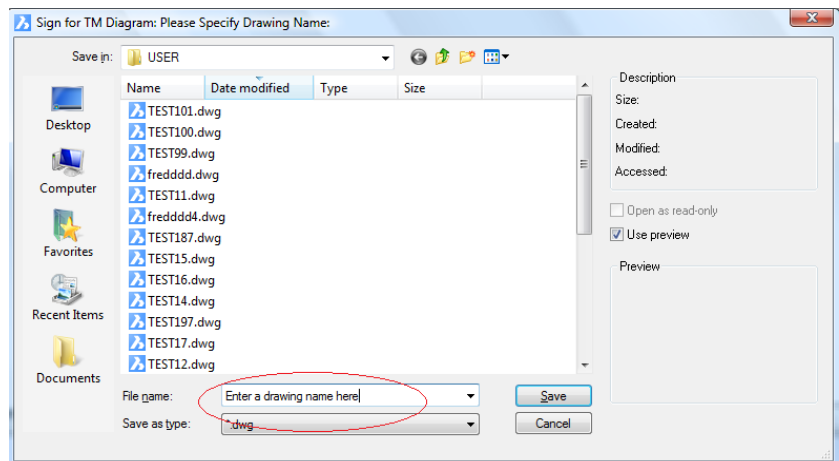 Sign for TM Diagram: Please Specify Drawing Name:
Save in: USER
Name Date modified Type Size
TEST101.dwg
TEST100.dwg
TEST99.dwg
fredddd.dwg
TEST11.dwg
fredddd4.dwg
TEST187.dwg
TEST15.dwg
TEST16.dwg
TEST14.dwg
TEST197.dwg
TEST17.dwg
TEST12.dwg
Desktop
Computer
Favorites
Recent Items
Documents
File name: Enter a drawing name here
Save as type: *.dwg
Save
Cancel
Description
Size:
Created:
Modified:
Accessed:
Open as read-only
Use preview
Preview